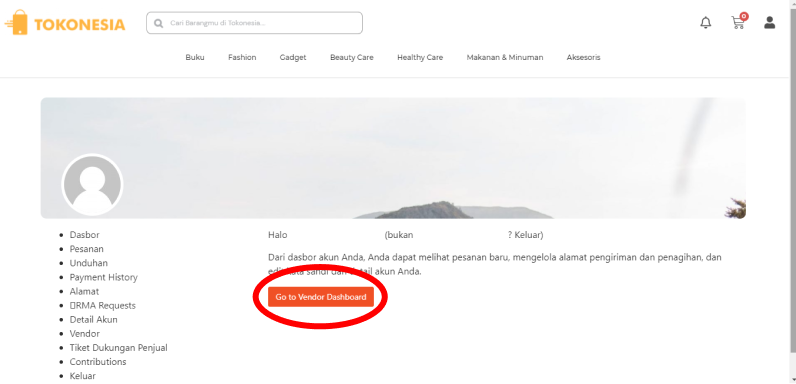 TOKONESIA
Cari Barangmu di Tokonesia...
0
Buku Fashion Gadget Beauty Care Healthy Care Makanan & Minuman Aksesoris
Dasbor
Pesanan
Unduhan
Payment History
Alamat
RMA Requests
Detail Akun
Vendor
Tiket Dukungan Penjual
Contributions
Keluar
Halo (bukan ? Keluar)
Dari dasbor akun Anda, Anda dapat melihat pesanan baru, mengelola alamat pengiriman dan penagihan, dan
edit kata sandi dan detail akun Anda.
Go to Vendor Dashboard